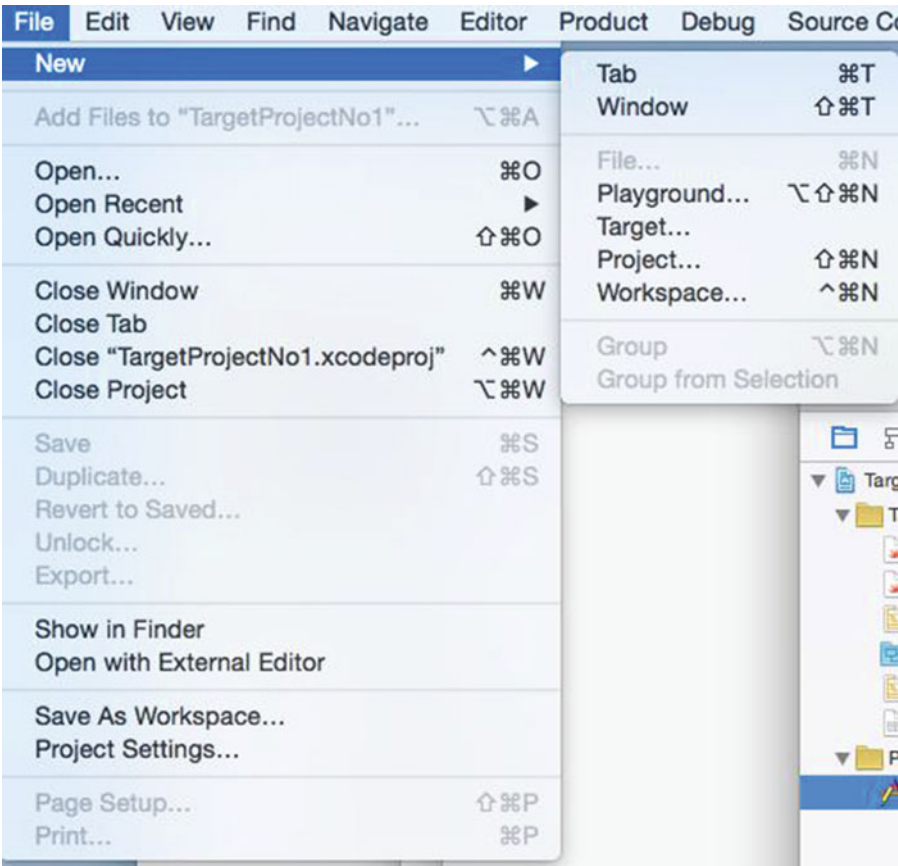 File Edit View Find Navigate Editor Product Debug Source
New ▶
Add Files to “TargetProjectNo1”... ⌥⌘A
Open... ⌘O
Open Recent ▶
Open Quickly... ⇧⌘O
Close Window ⌘W
Close Tab
Close “TargetProjectNo1.xcodeproj” ^⌘W
Close Project ⌥⌘W
Save ⌘S
Duplicate... ⇧⌘S
Revert to Saved...
Unlock...
Export...
Show in Finder
Open with External Editor
Save As Workspace...
Project Settings...
Page Setup... ⇧⌘P
Print... ⌘P
Tab ⌘T
Window ⇧⌘T
File... ⌘N
Playground... ⌥⇧⌘N
Target...
Project... ⇧⌘N
Workspace... ^⌘N
Group ⌥⌘N
Group from Selection
Targ
T
P